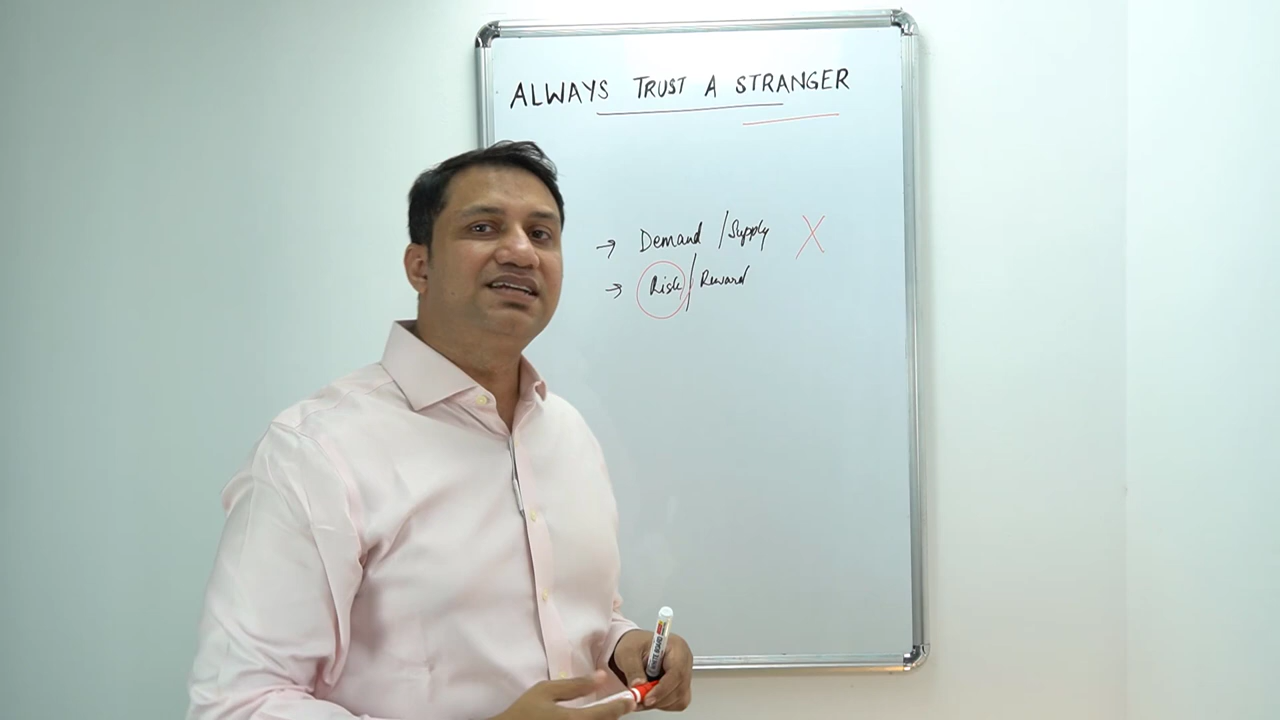 ALWAYS TRUST A STRANGER
→ Demand / Supply X
→ Risk / Reward